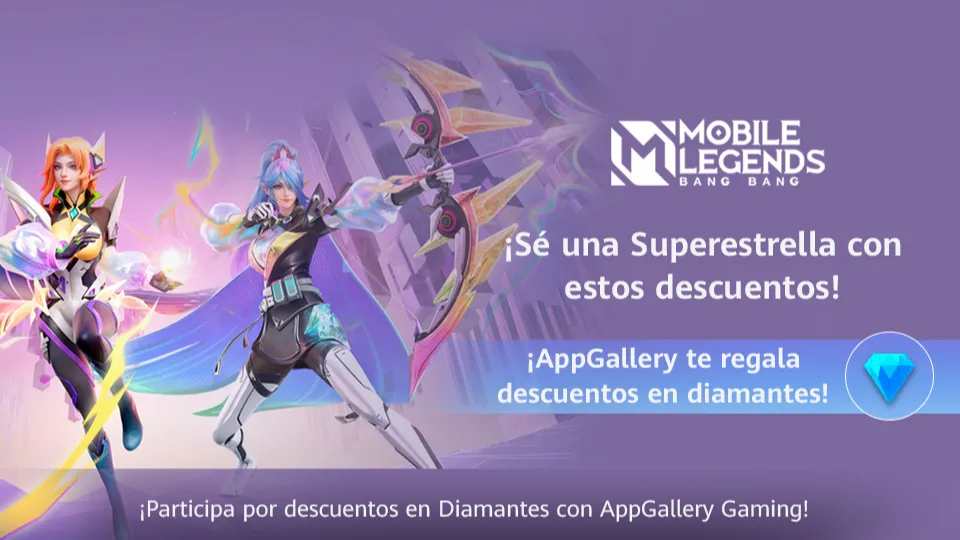 MOBILE
LEGENDS
BANG BANG
¡Sé una Superestrella con
estos descuentos!
¡AppGallery te regala
descuentos en diamantes!
¡Participa por descuentos en Diamantes con AppGallery Gaming!